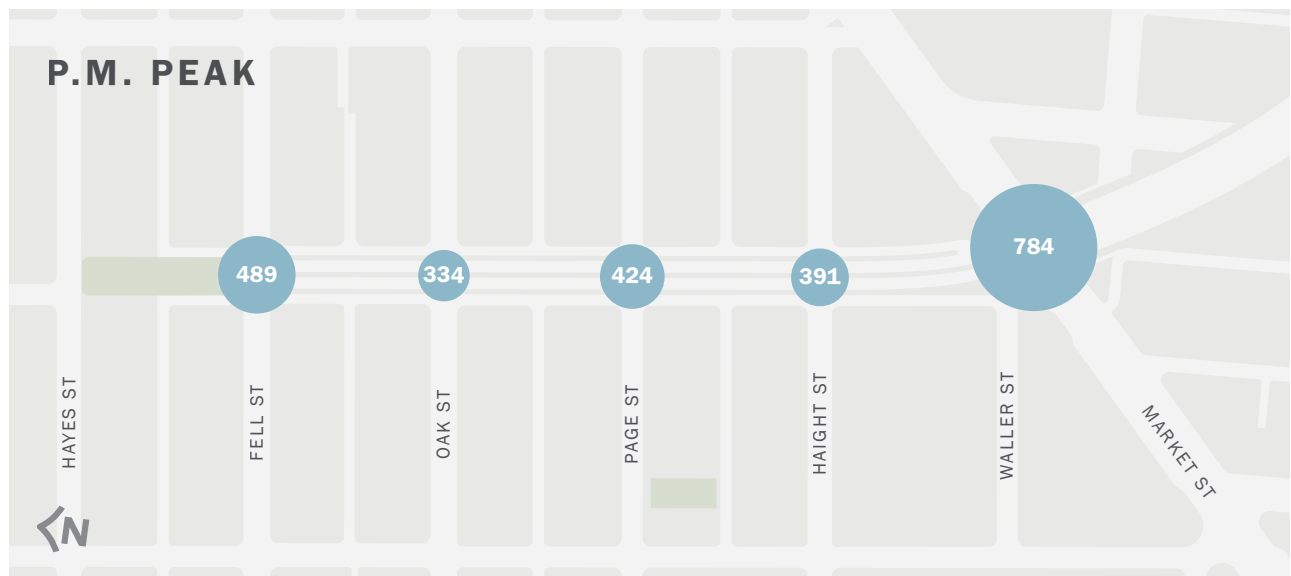 P.M. PEAK
489
334
424
391
784
HAYES ST
FELL ST
OAK ST
PAGE ST
HAIGHT ST
WALLER ST
MARKET ST
N